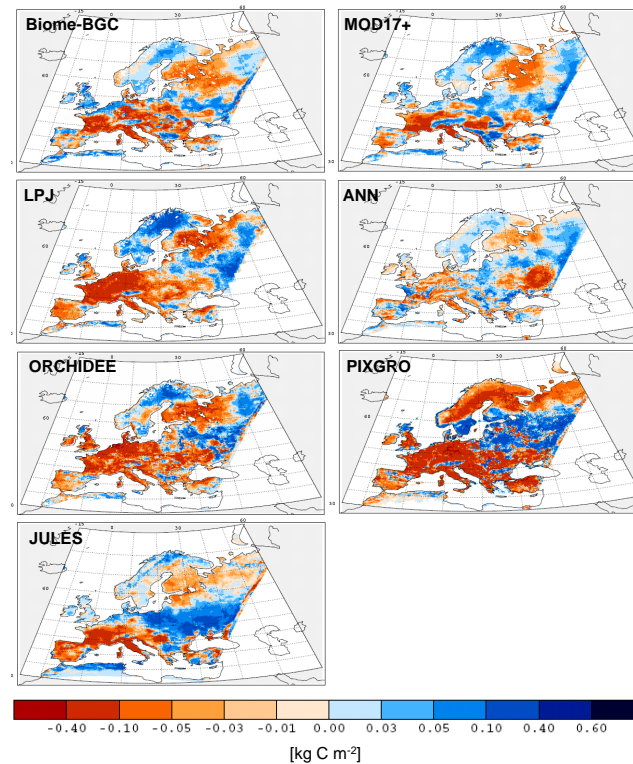 Biome-BGC
MOD17+
LPJ
ANN
ORCHIDEE
PIXGRO
JULES
-0.40 -0.10 -0.05 -0.03 -0.01 0.00 0.03 0.05 0.10 0.40 0.60
[kg C m-2]